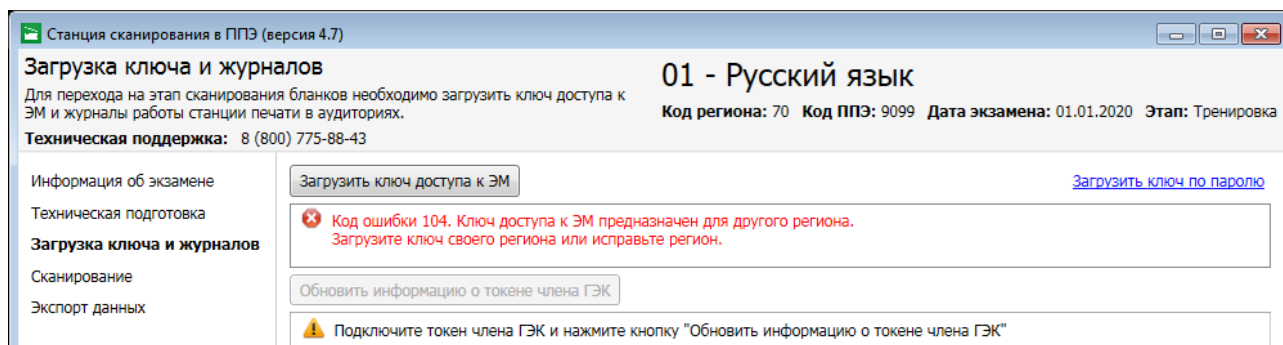 Станция сканирования в ППЭ (версия 4.7)
Загрузка ключа и журналов
Для перехода на этап сканирования бланков необходимо загрузить ключ доступа к
ЭМ и журналы работы станции печати в аудиториях.
Техническая поддержка: 8 (800) 775-88-43
01 - Русский язык
Код региона: 70 Код ППЭ: 9099 Дата экзамена: 01.01.2020 Этап: Тренировка
Информация об экзамене
Техническая подготовка
Загрузка ключа и журналов
Сканирование
Экспорт данных
Загрузить ключ доступа к ЭМ
Загрузить ключ по паролю
Код ошибки 104. Ключ доступа к ЭМ предназначен для другого региона.
Загрузите ключ своего региона или исправьте регион.
Обновить информацию о токене члена ГЭК
Подключите токен члена ГЭК и нажмите кнопку "Обновить информацию о токене члена ГЭК"